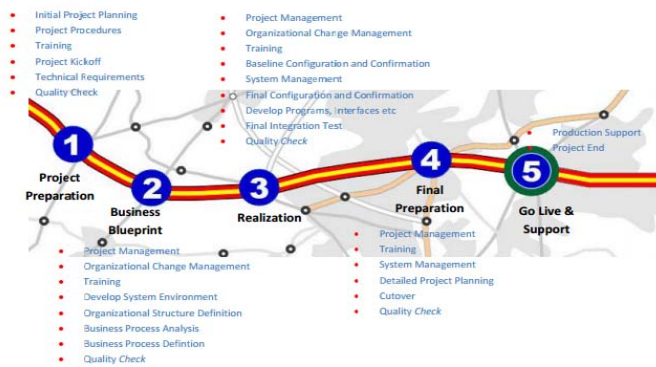 Initial Project Planning
Project Procedures
Training
Project Kickoff
Technical Requirements
Quality Check
Project Management
Organizational Change Management
Training
Baseline Configuration and Confirmation
System Management
Final Configuration and Confirmation
Develop Programs, Interfaces etc
Final Integration Test
Quality Check
1
Project
Preparation
2
Business
Blueprint
3
Realization
4
Final
Preparation
Production Support
Project End
5
Go Live &
Support
Project Management
Organizational Change Management
Training
Develop System Environment
Organizational Structure Definition
Business Process Analysis
Business Process Defintion
Quality Check
Project Management
Training
System Management
Detailed Project Planning
Cutover
Quality Check